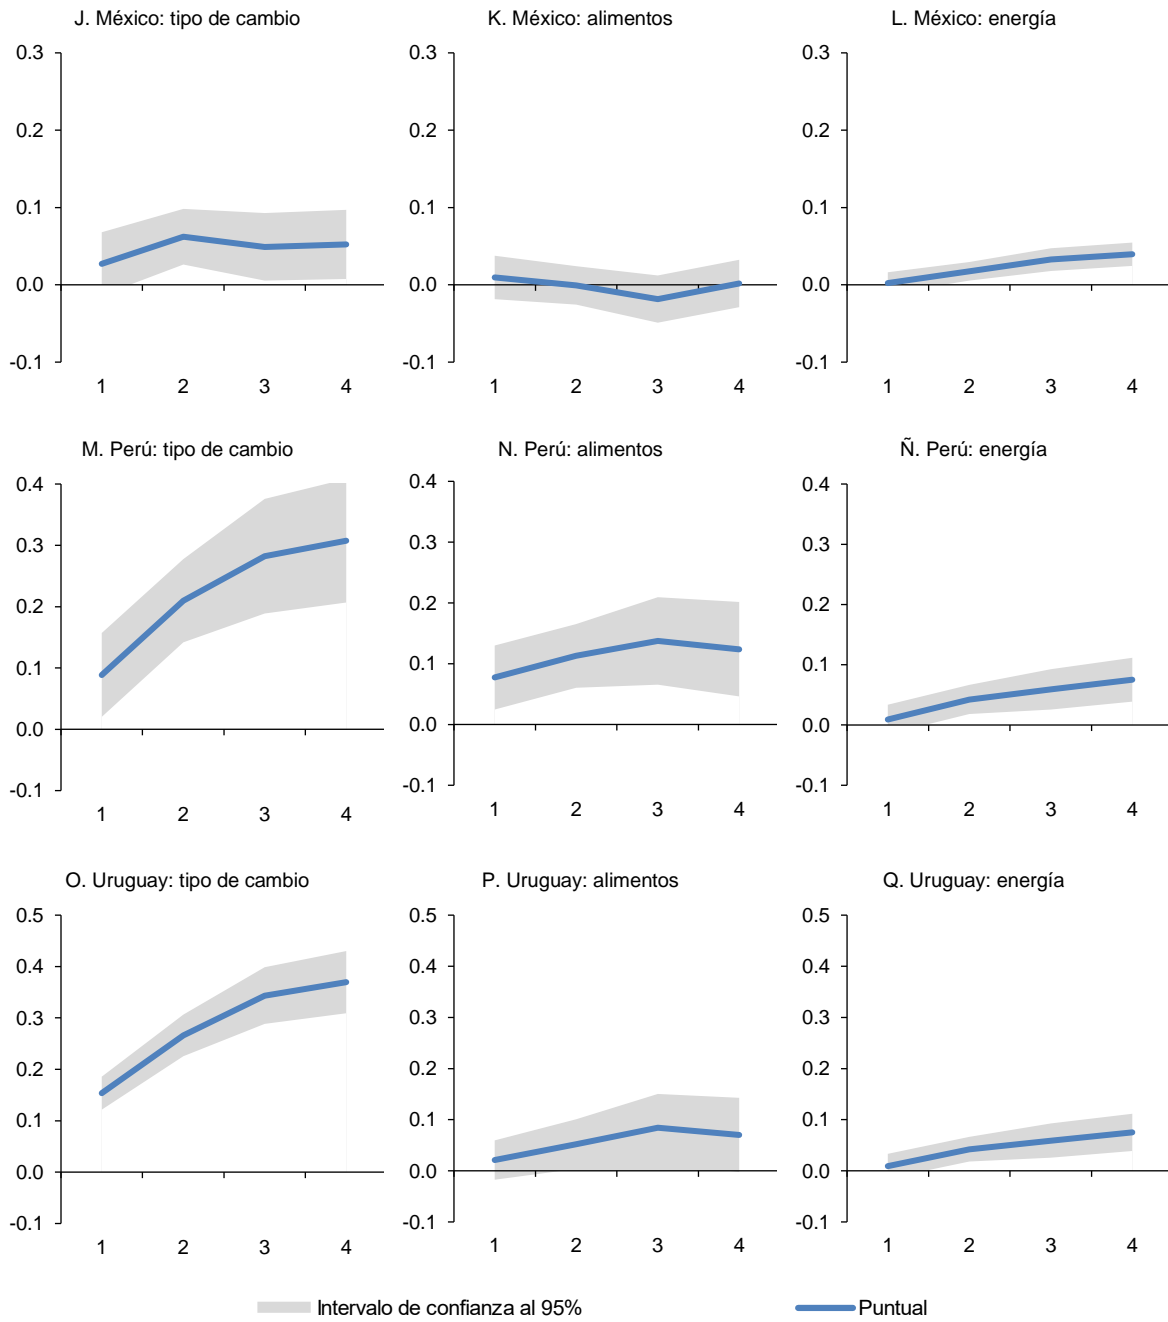 J. México: tipo de cambio
K. México: alimentos
L. México: energía
0.3
0.2
0.1
0.0
-0.1
1 2 3 4
0.3
0.2
0.1
0.0
-0.1
1 2 3 4
0.3
0.2
0.1
0.0
-0.1
1 2 3 4
M. Perú: tipo de cambio
N. Perú: alimentos
Ñ. Perú: energía
0.4
0.3
0.2
0.1
0.0
-0.1
1 2 3 4
0.4
0.3
0.2
0.1
0.0
-0.1
1 2 3 4
0.4
0.3
0.2
0.1
0.0
-0.1
1 2 3 4
O. Uruguay: tipo de cambio
P. Uruguay: alimentos
Q. Uruguay: energía
0.5
0.4
0.3
0.2
0.1
0.0
-0.1
1 2 3 4
0.5
0.4
0.3
0.2
0.1
0.0
-0.1
1 2 3 4
0.5
0.4
0.3
0.2
0.1
0.0
-0.1
1 2 3 4
Intervalo de confianza al 95%
Puntual